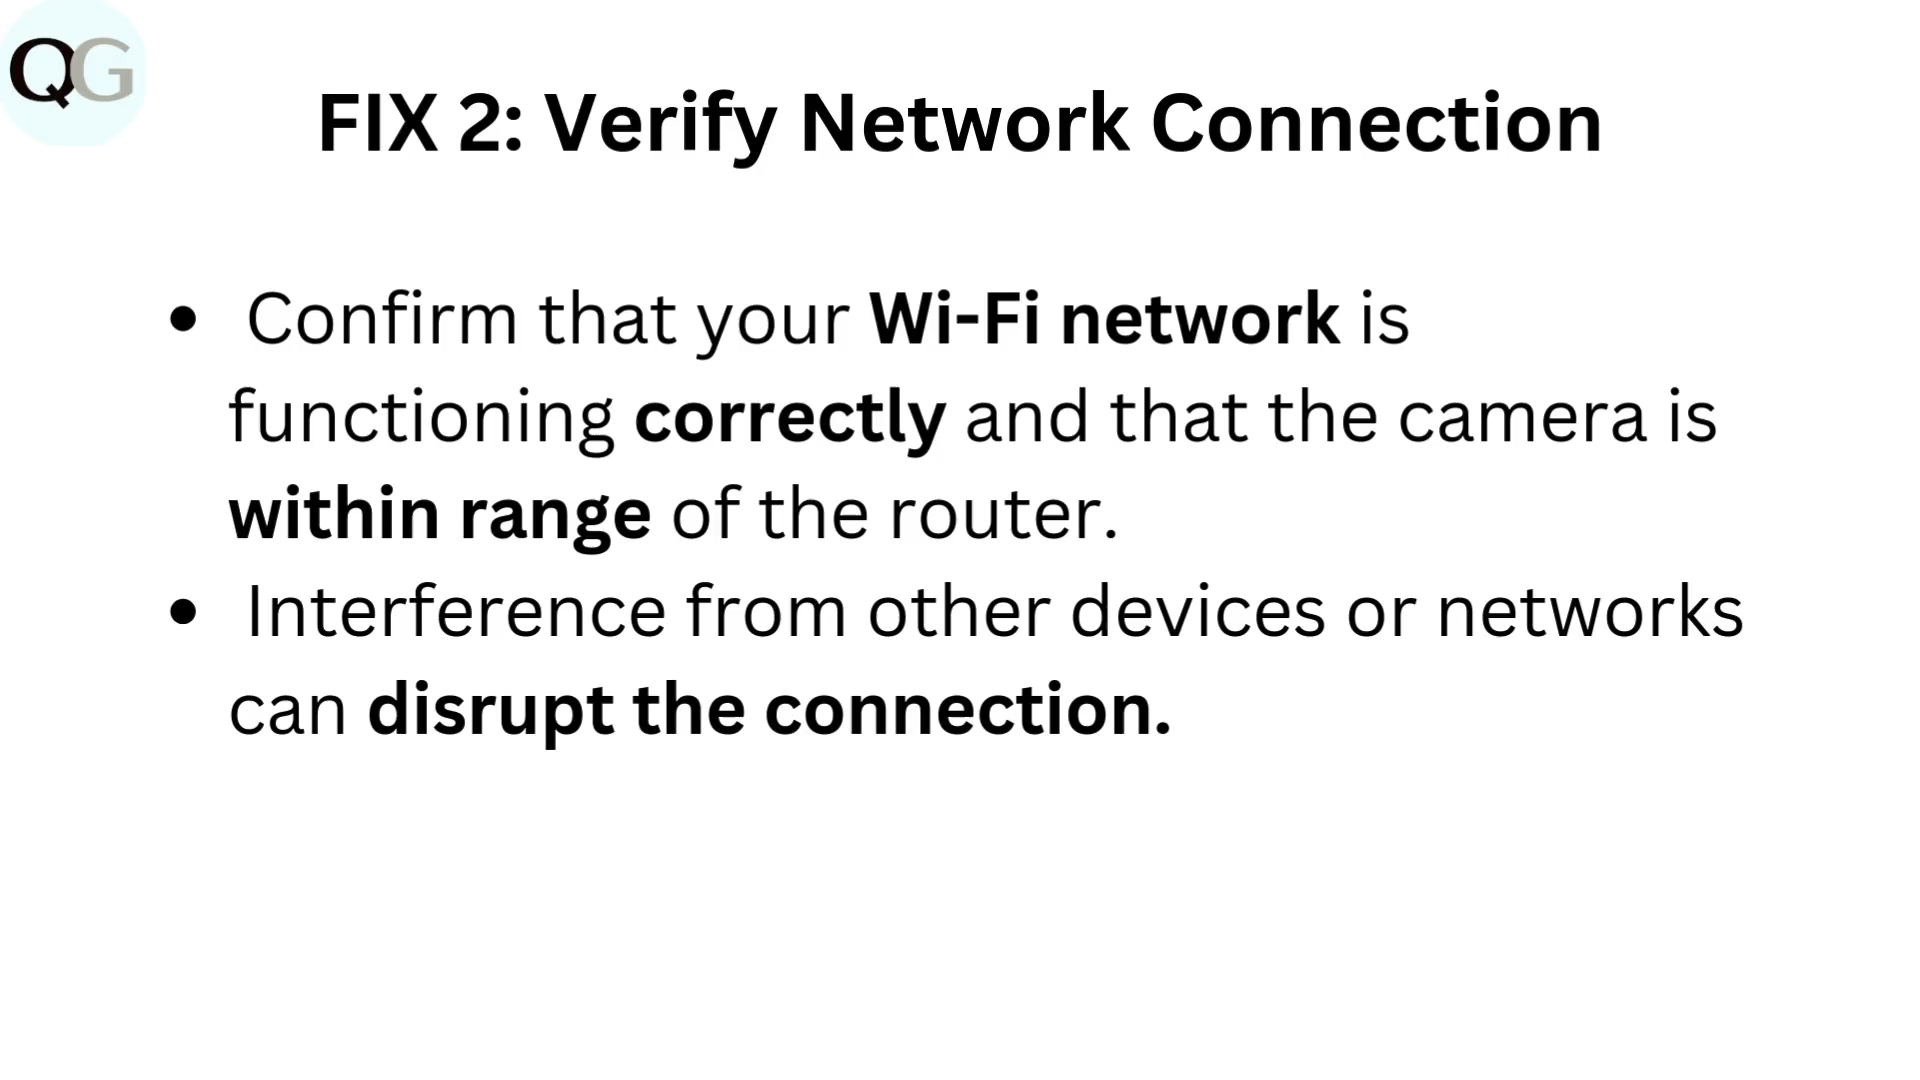 QG
FIX 2: Verify Network Connection
• Confirm that your Wi-Fi network is
functioning correctly and that the camera is
within range of the router.
• Interference from other devices or networks
can disrupt the connection.